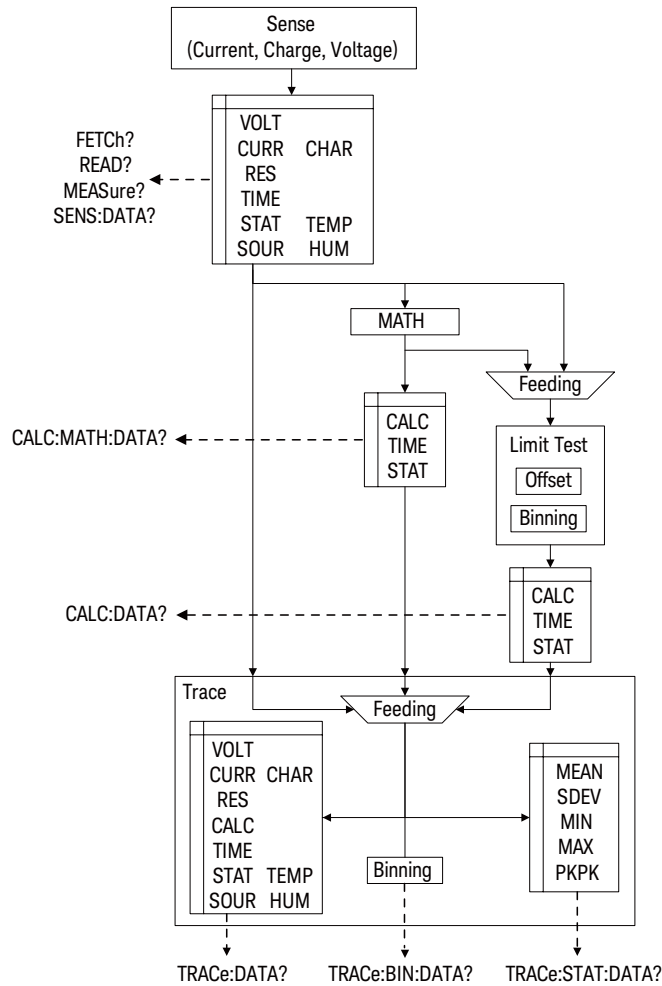 Sense
(Current, Charge, Voltage)
VOLT
CURR CHAR
RES
TIME
STAT TEMP
SOUR HUM
FETCh?
READ?
MEASure?
SENS:DATA?
MATH
Feeding
CALC
TIME
STAT
CALC:MATH:DATA?
Limit Test
Offset
Binning
CALC
TIME
STAT
CALC:DATA?
Trace
Feeding
VOLT
CURR CHAR
RES
CALC
TIME
STAT TEMP
SOUR HUM
Binning
MEAN
SDEV
MIN
MAX
PKPK
TRACe:DATA?
TRACe:BIN:DATA?
TRACe:STAT:DATA?